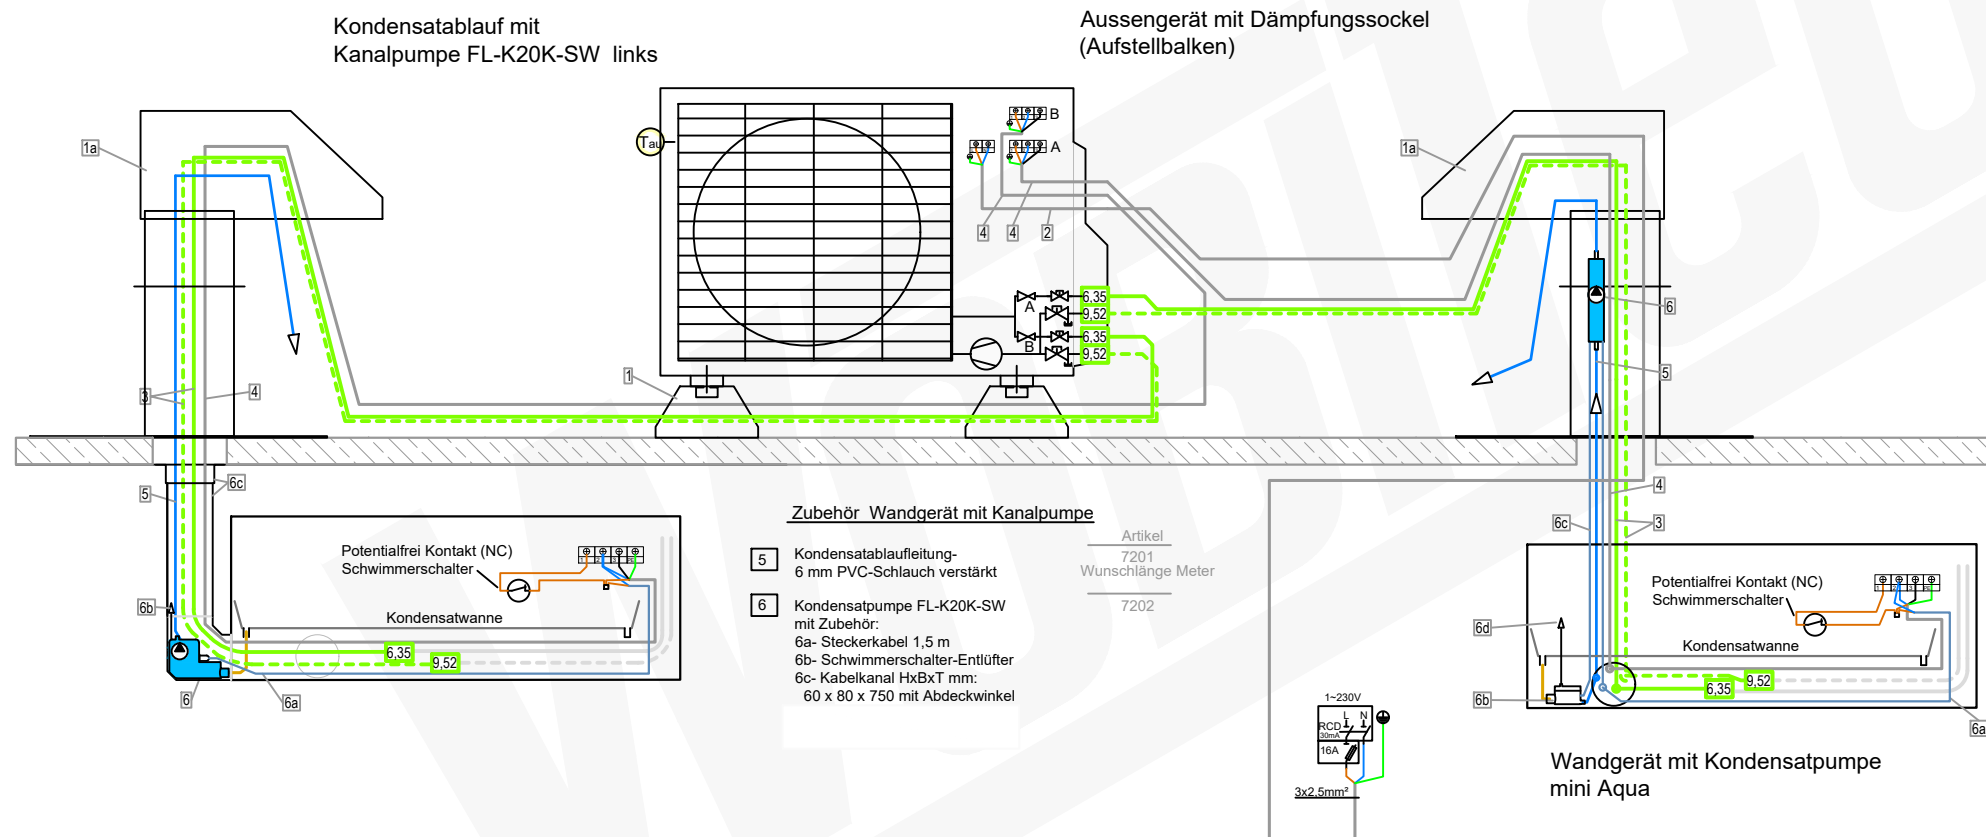 Kondensatablauf mit
Kanalpumpe FL-K20K-SW links
Aussengerät mit Dämpfungssockel
(Aufstellbalken)
1a
Tau
B
A
4
4
2
A
B
6,35
9,52
6,35
9,52
1
1a
6
5
3
4
5
6c
6b
6
6a
Potentialfrei Kontakt (NC)
Schwimmerschalter
Kondensatwanne
6,35
9,52
Zubehör Wandgerät mit Kanalpumpe
5
Kondensatablaufleitung-
6 mm PVC-Schlauch verstärkt
6
Kondensatpumpe FL-K20K-SW
mit Zubehör:
6a- Steckerkabel 1,5 m
6b- Schwimmerschalter-Entlüfter
6c- Kabelkanal HxBxT mm:
60 x 80 x 750 mit Abdeckwinkel
Artikel
7201
Wunschlänge Meter
7202
1~230V
L N
RCD
30mA
16A
3x2,5mm²
4
3
6c
6d
6b
6a
Potentialfrei Kontakt (NC)
Schwimmerschalter
Kondensatwanne
6,35
9,52
Wandgerät mit Kondensatpumpe
mini Aqua